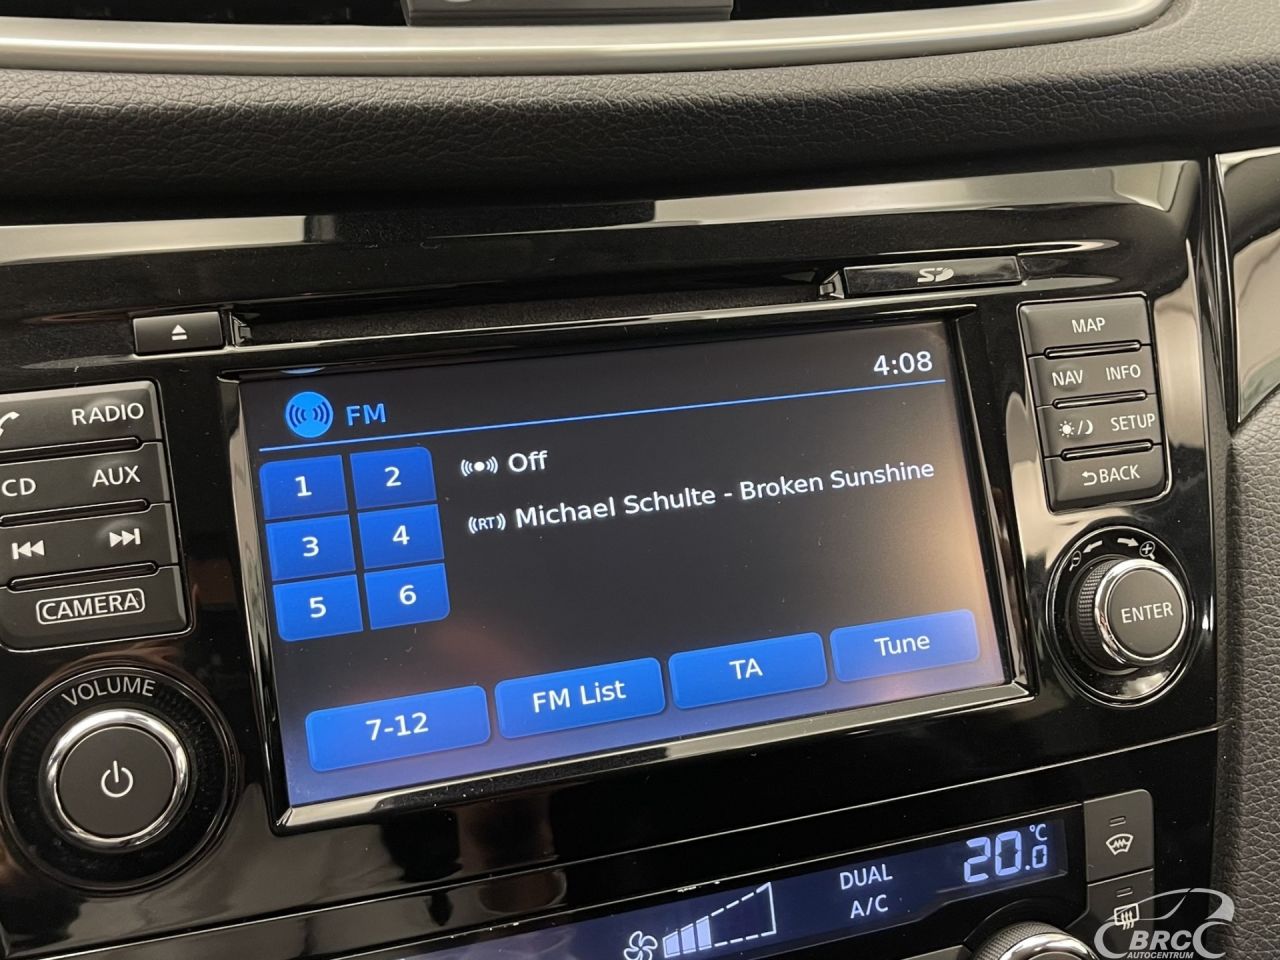 SD
MAP
NAV INFO
SETUP
BACK
ENTER
RADIO
CD AUX
CAMERA
VOLUME
4:08
FM
1 2
3 4
5 6
Off
RT Michael Schulte - Broken Sunshine
7-12 FM List TA Tune
DUAL
A/C
20.0 °C
BRC
AUTOCENTRUM